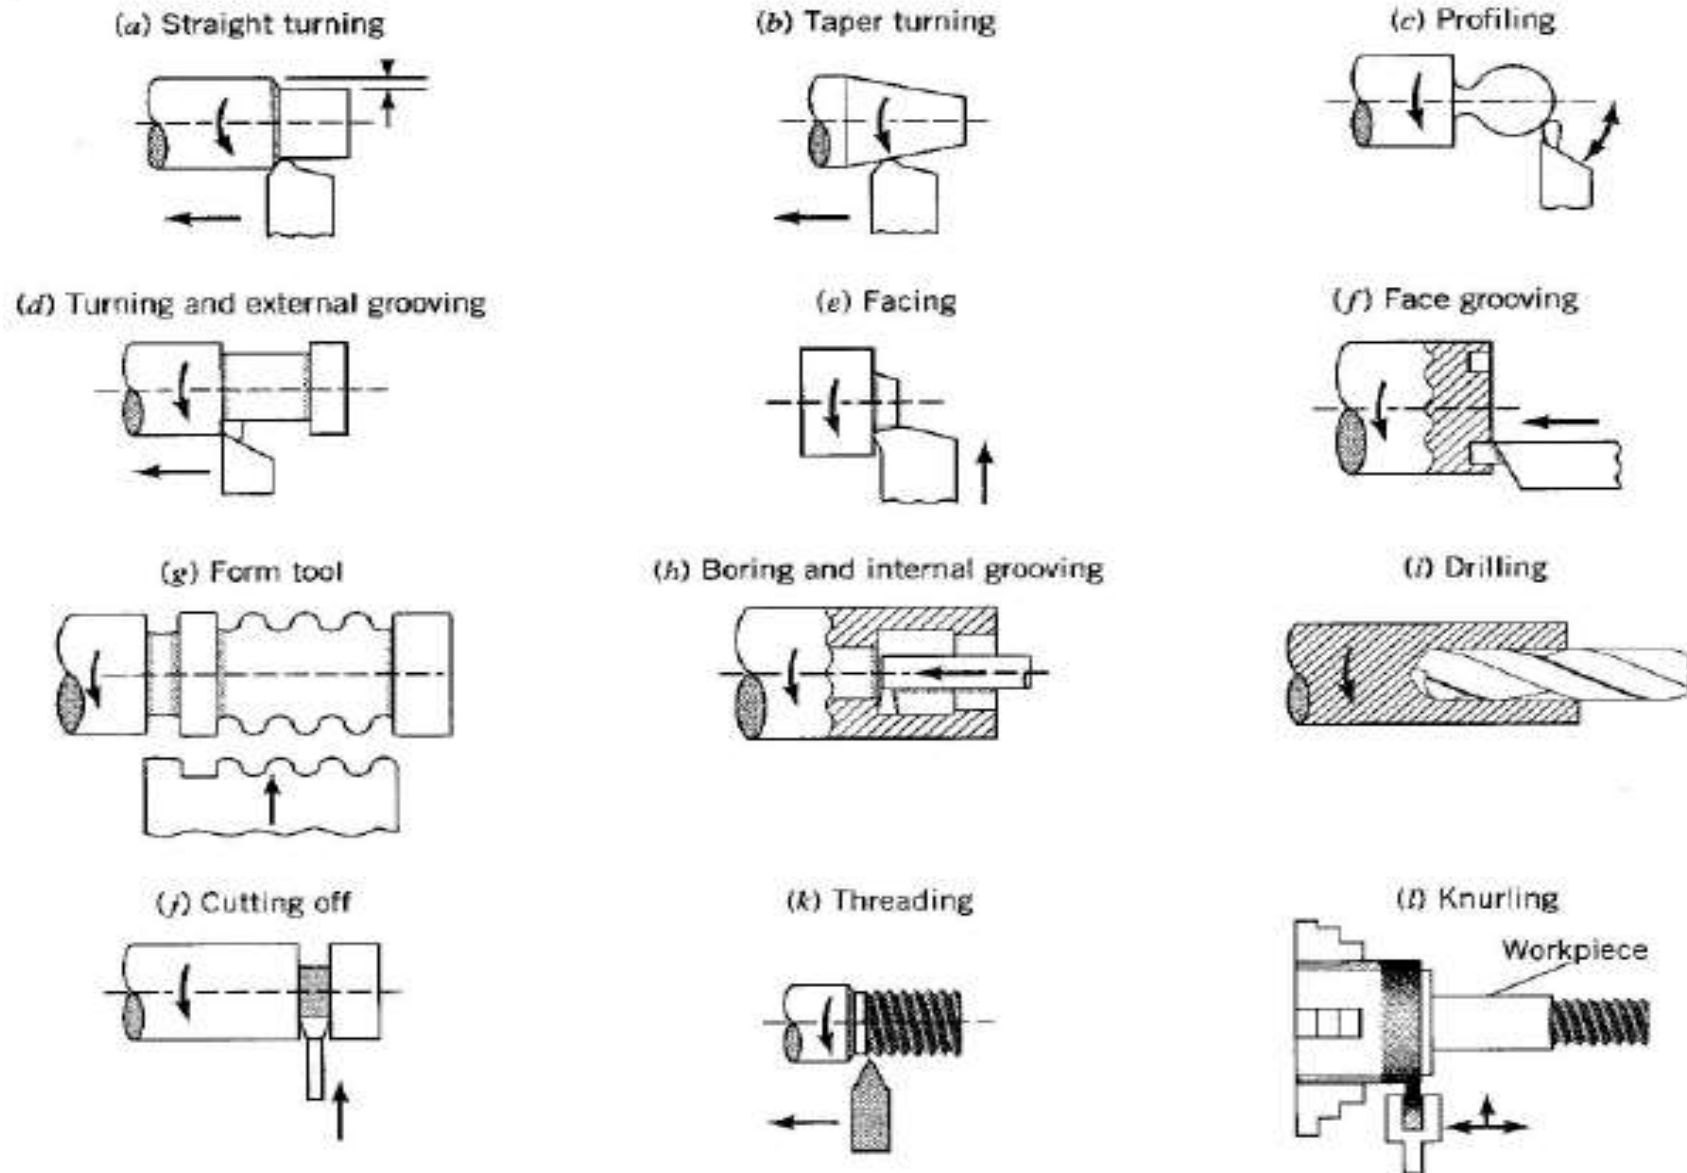 (a) Straight turning
(b) Taper turning
(c) Profiling
(d) Turning and external grooving
(e) Facing
(f) Face grooving
(g) Form tool
(h) Boring and internal grooving
(i) Drilling
(j) Cutting off
(k) Threading
(l) Knurling
Workpiece